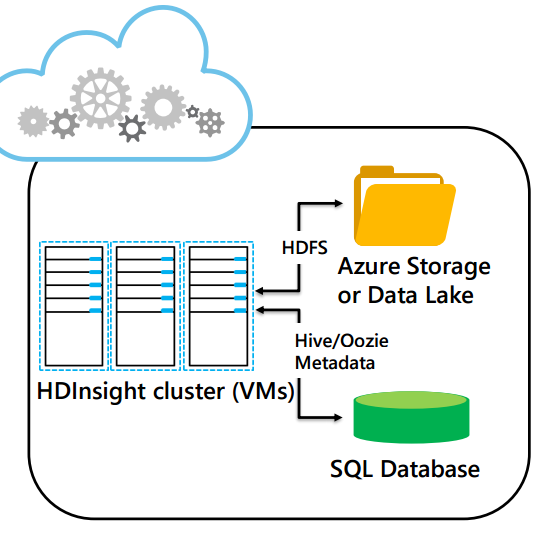 HDFS
Azure Storage
or Data Lake
Hive/Oozie
Metadata
HDInsight cluster (VMs)
SQL Database